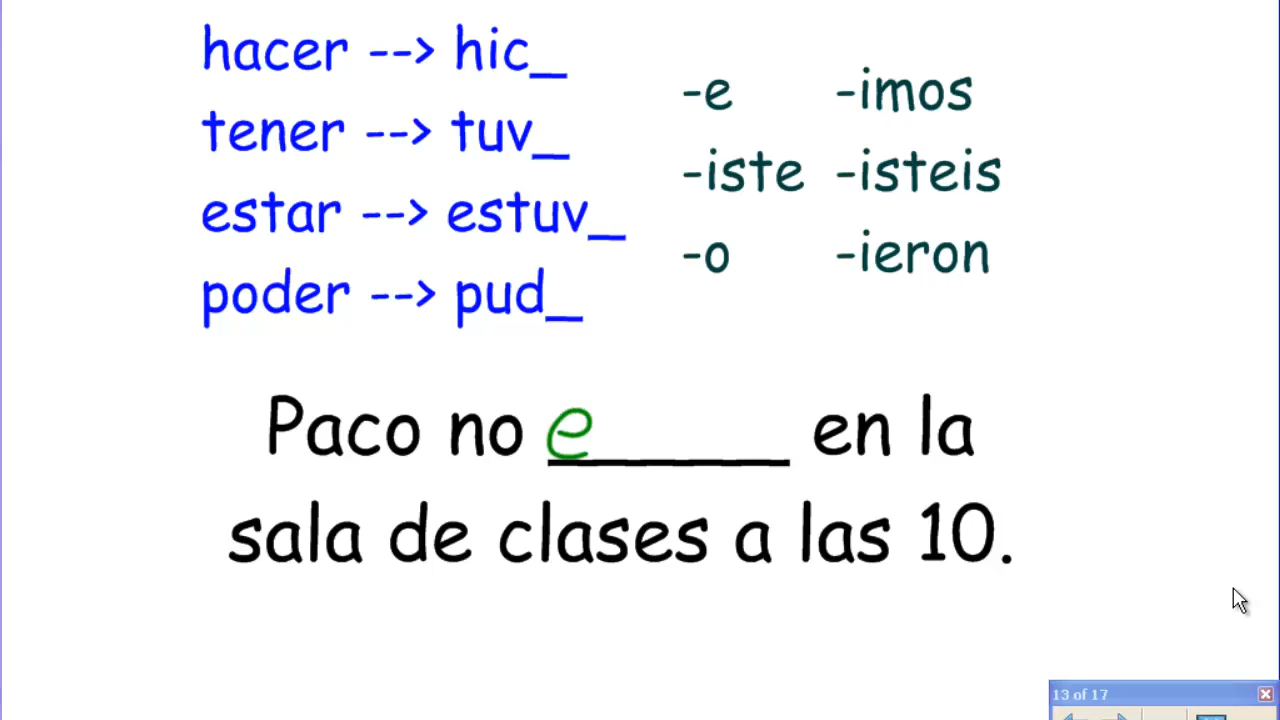 hacer --> hic_
tener --> tuv_
estar --> estuv_
poder --> pud_
-e -imos
-iste -isteis
-o -ieron
Paco no e_____ en la
sala de clases a las 10.
13 of 17